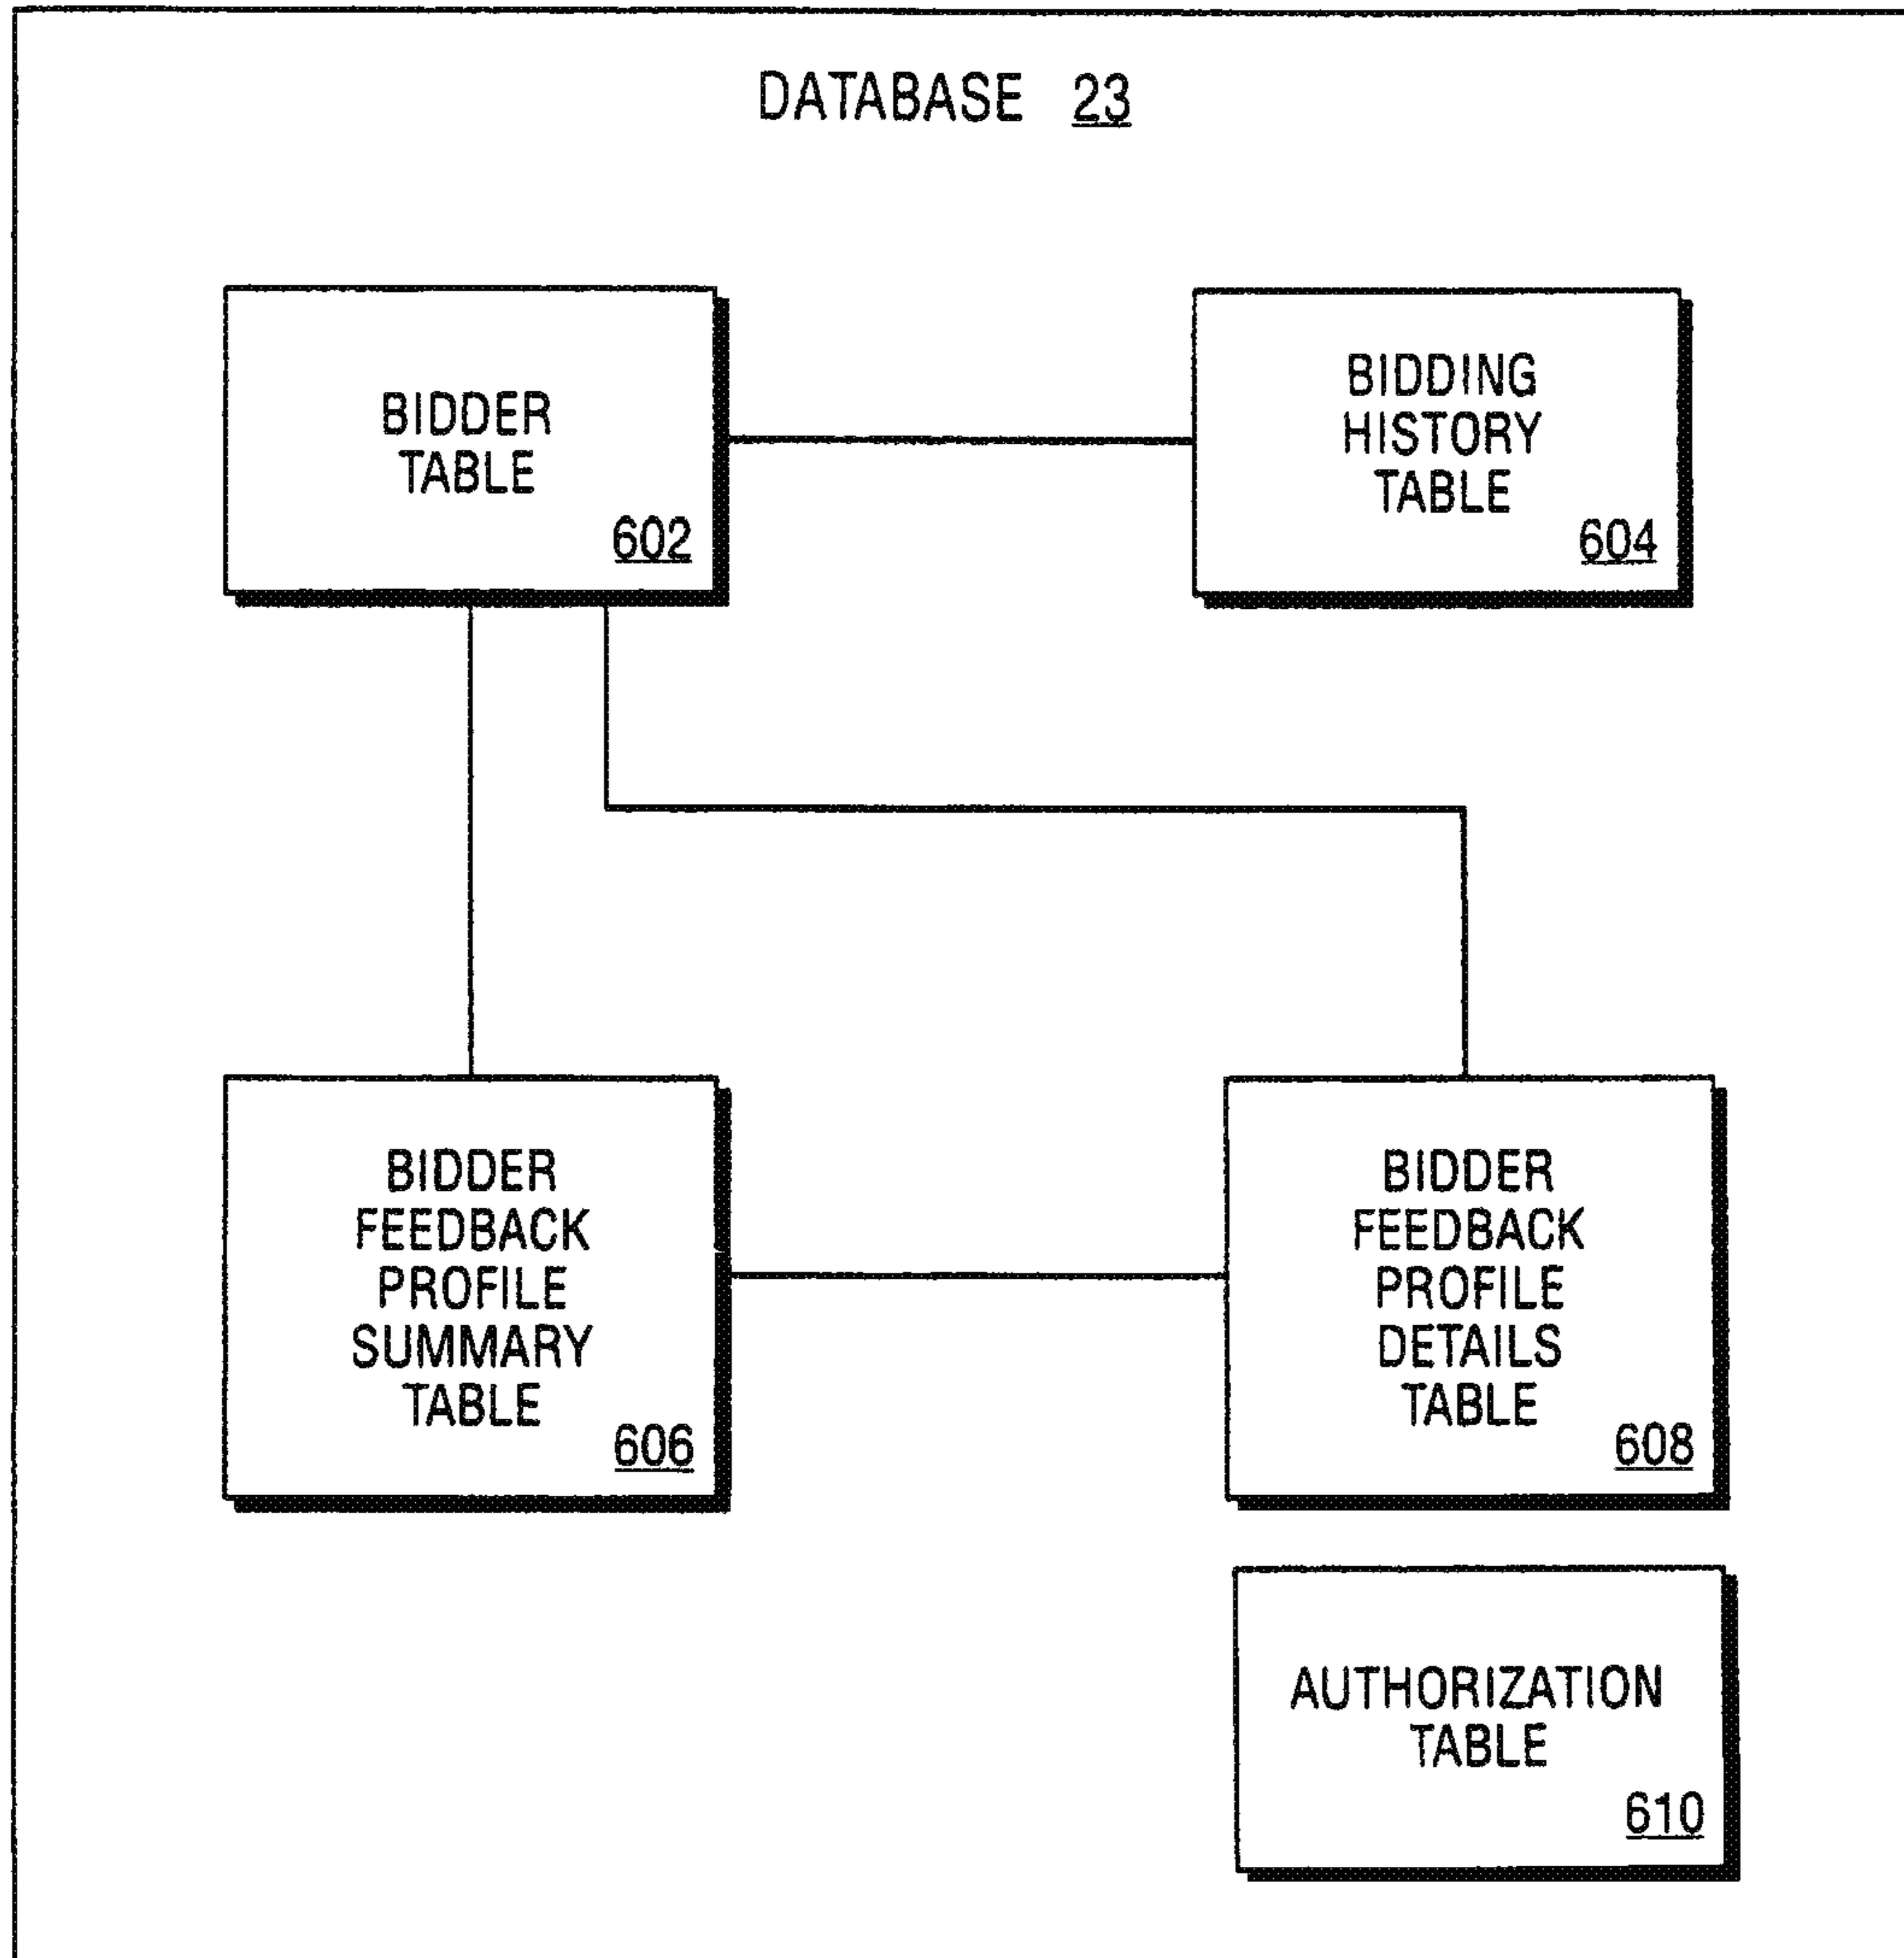 DATABASE 23
BIDDER
TABLE
602
BIDDING
HISTORY
TABLE
604
BIDDER
FEEDBACK
PROFILE
SUMMARY
TABLE
606
BIDDER
FEEDBACK
PROFILE
DETAILS
TABLE
608
AUTHORIZATION
TABLE
610